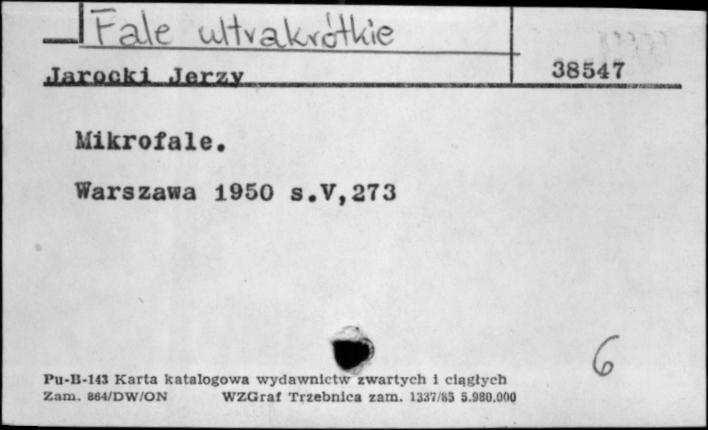 Fale ultrakrótkie
Jarocki Jerzy 38547
Mikrofale.
Warszawa 1950 s.V,273
6
Pu-B-143 Karta katalogowa wydawnictw zwartych i ciągłych
Zam. 864/DW/ON WZGraf Trzebnica zam. 1337/85 5.980.000